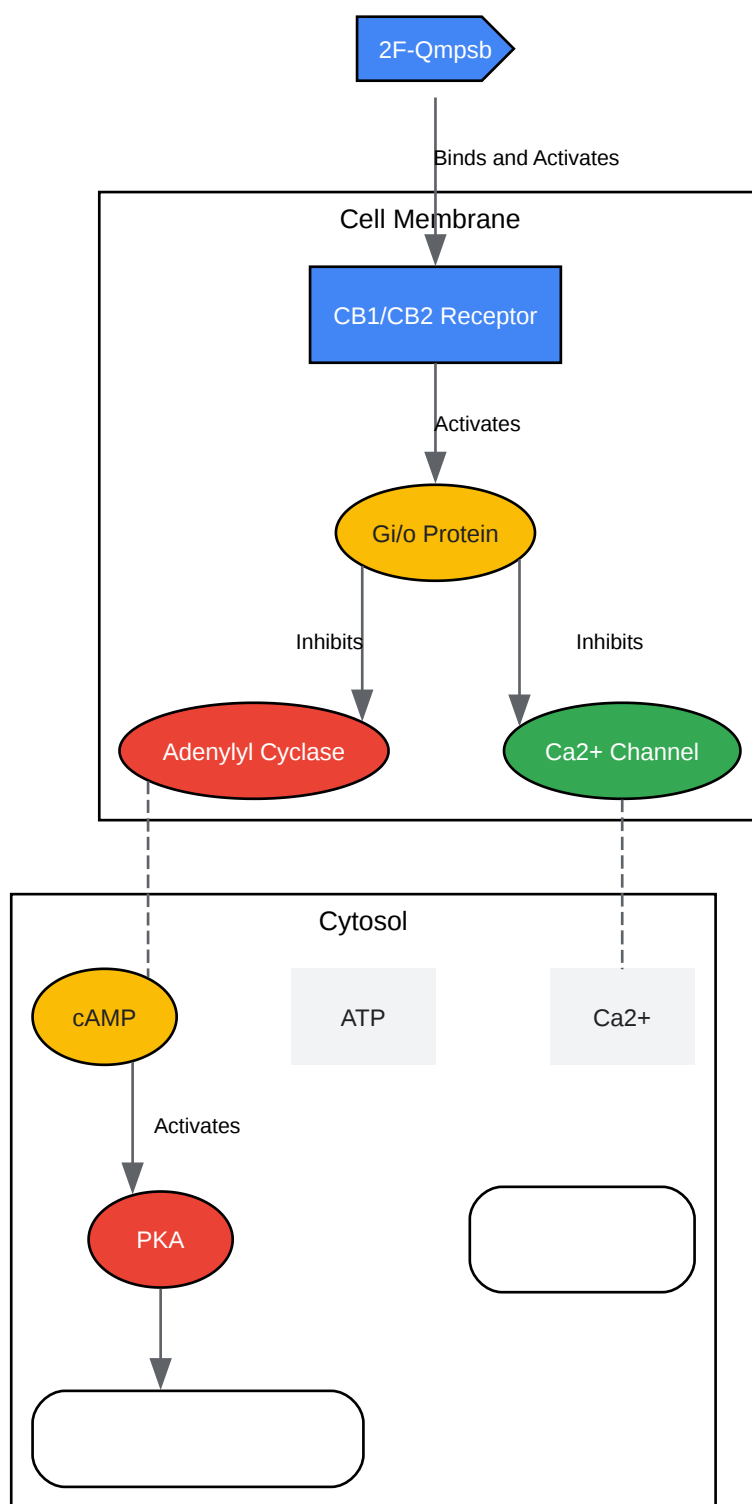 2F-Qmpsb
Binds and Activates
Cell Membrane
CB1/CB2 Receptor
Activates
Gi/o Protein
Inhibits
Inhibits
Adenylyl Cyclase
Ca2+ Channel
Cytosol
cAMP
ATP
Ca2+
Activates
PKA